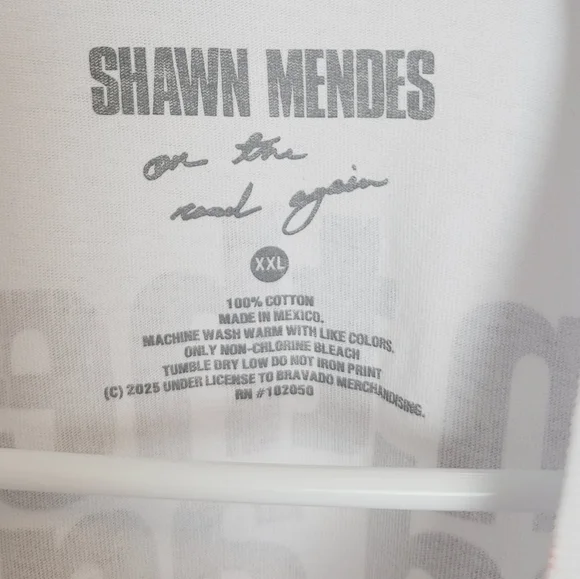 SHAWN MENDES
on the
road again
XXL
100% COTTON
MADE IN MEXICO.
MACHINE WASH WARM WITH LIKE COLORS.
ONLY NON-CHLORINE BLEACH
TUMBLE DRY LOW DO NOT IRON PRINT
(C) 2025 UNDER LICENSE TO BRAVADO MERCHANDISING.
RN #102050